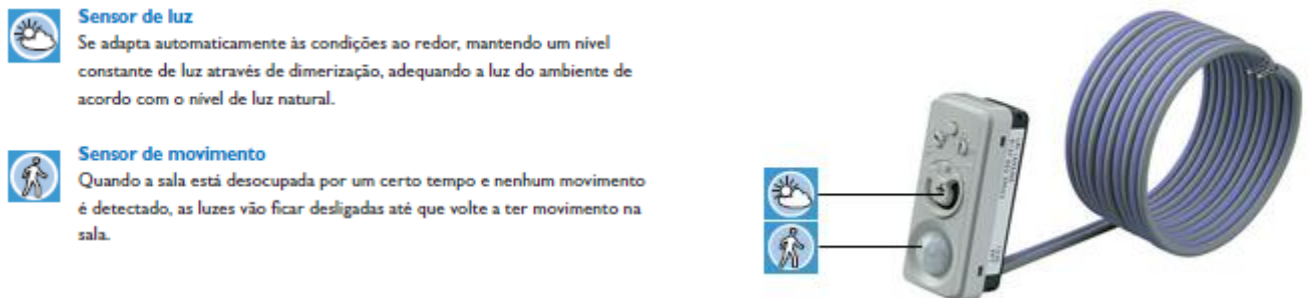 Sensor de luz
Se adapta automaticamente às condições ao redor, mantendo um nível
constante de luz através de dimerização, adequando a luz do ambiente de
acordo com o nível de luz natural.
Sensor de movimento
Quando a sala está desocupada por um certo tempo e nenhum movimento
é detectado, as luzes vão ficar desligadas até que volte a ter movimento na
sala.